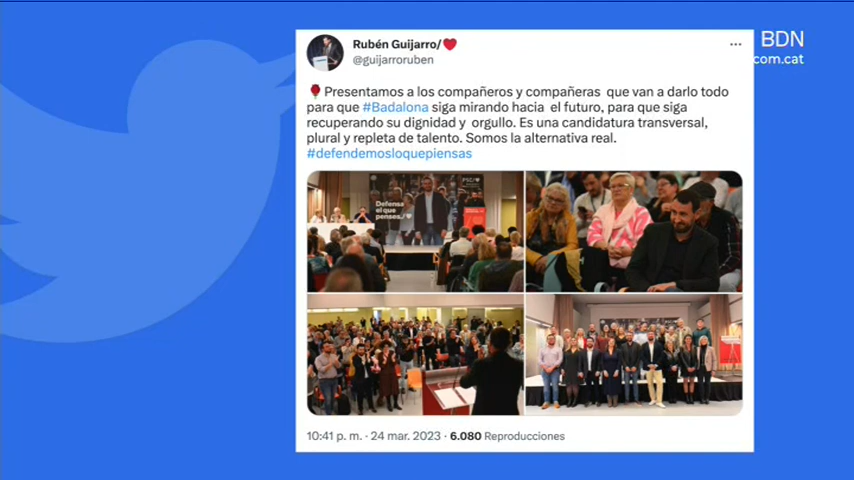 BDN
com.cat
Rubén Guijarro/❤️
@guijarroruben
🌹Presentamos a los compañeros y compañeras que van a darlo todo
para que #Badalona siga mirando hacia el futuro, para que siga
recuperando su dignidad y orgullo. Es una candidatura transversal,
plural y repleta de talento. Somos la alternativa real.
#defendemosloquepiensas
Defensa
el que
penses./
PSC/
10:41 p. m. · 24 mar. 2023 · 6.080 Reproducciones